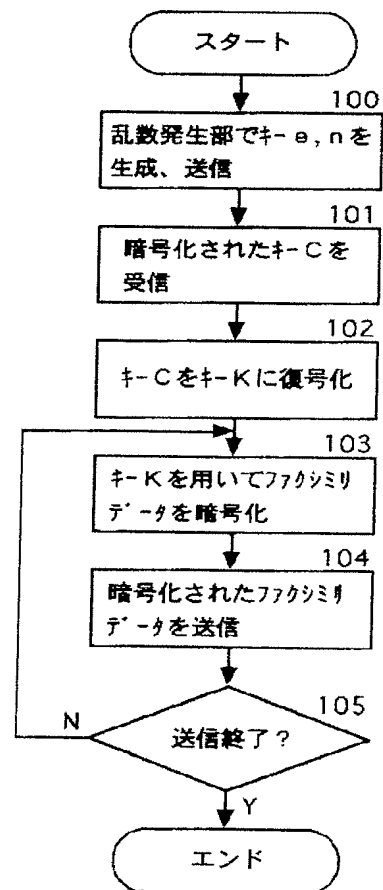 スタート
100
乱数発生部でｷｰe,nを
生成、送信
101
暗号化されたｷｰCを
受信
102
ｷｰCをｷｰKに復号化
103
ｷｰKを用いてﾌｧｸｼﾐﾘ
ﾃﾞｰﾀを暗号化
104
暗号化されたﾌｧｸｼﾐﾘ
ﾃﾞｰﾀを送信
105
送信終了？
N
Y
エンド